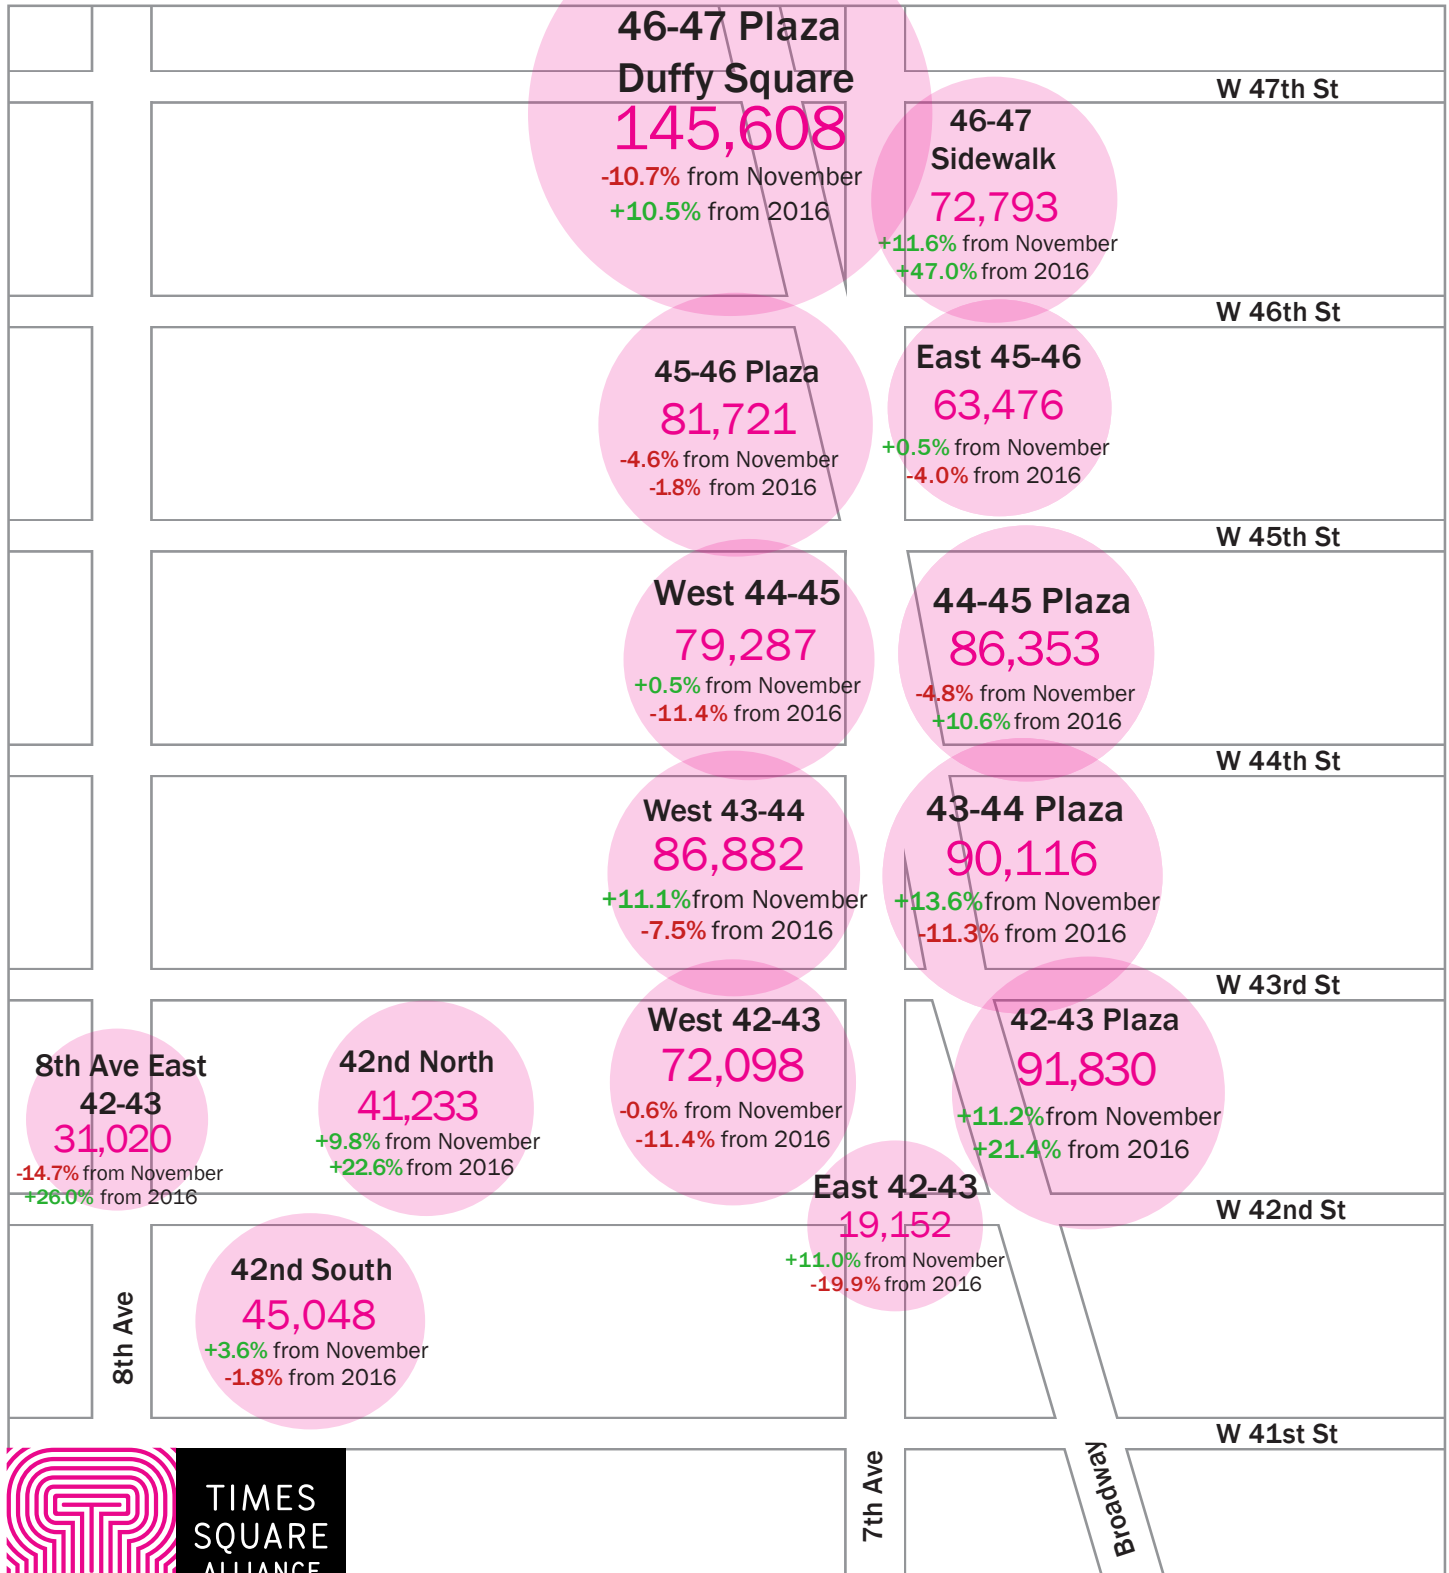 46-47 Plaza
Duffy Square
145,608
-10.7% from November
+10.5% from 2016
W 47th St
46-47
Sidewalk
72,793
+11.6% from November
+47.0% from 2016
W 46th St
45-46 Plaza
81,721
-4.6% from November
-1.8% from 2016
East 45-46
63,476
+0.5% from November
-4.0% from 2016
W 45th St
West 44-45
79,287
+0.5% from November
-11.4% from 2016
44-45 Plaza
86,353
-4.8% from November
+10.6% from 2016
W 44th St
West 43-44
86,882
+11.1% from November
-7.5% from 2016
43-44 Plaza
90,116
+13.6% from November
-11.3% from 2016
W 43rd St
8th Ave East
42-43
31,020
-14.7% from November
+26.0% from 2016
42nd North
41,233
+9.8% from November
+22.6% from 2016
West 42-43
72,098
-0.6% from November
-11.4% from 2016
42-43 Plaza
91,830
+11.2% from November
+21.4% from 2016
East 42-43
19,152
+11.0% from November
-19.9% from 2016
W 42nd St
42nd South
45,048
+3.6% from November
-1.8% from 2016
8th Ave
W 41st St
7th Ave
Broadway
TIMES
SQUARE
ALLIANCE